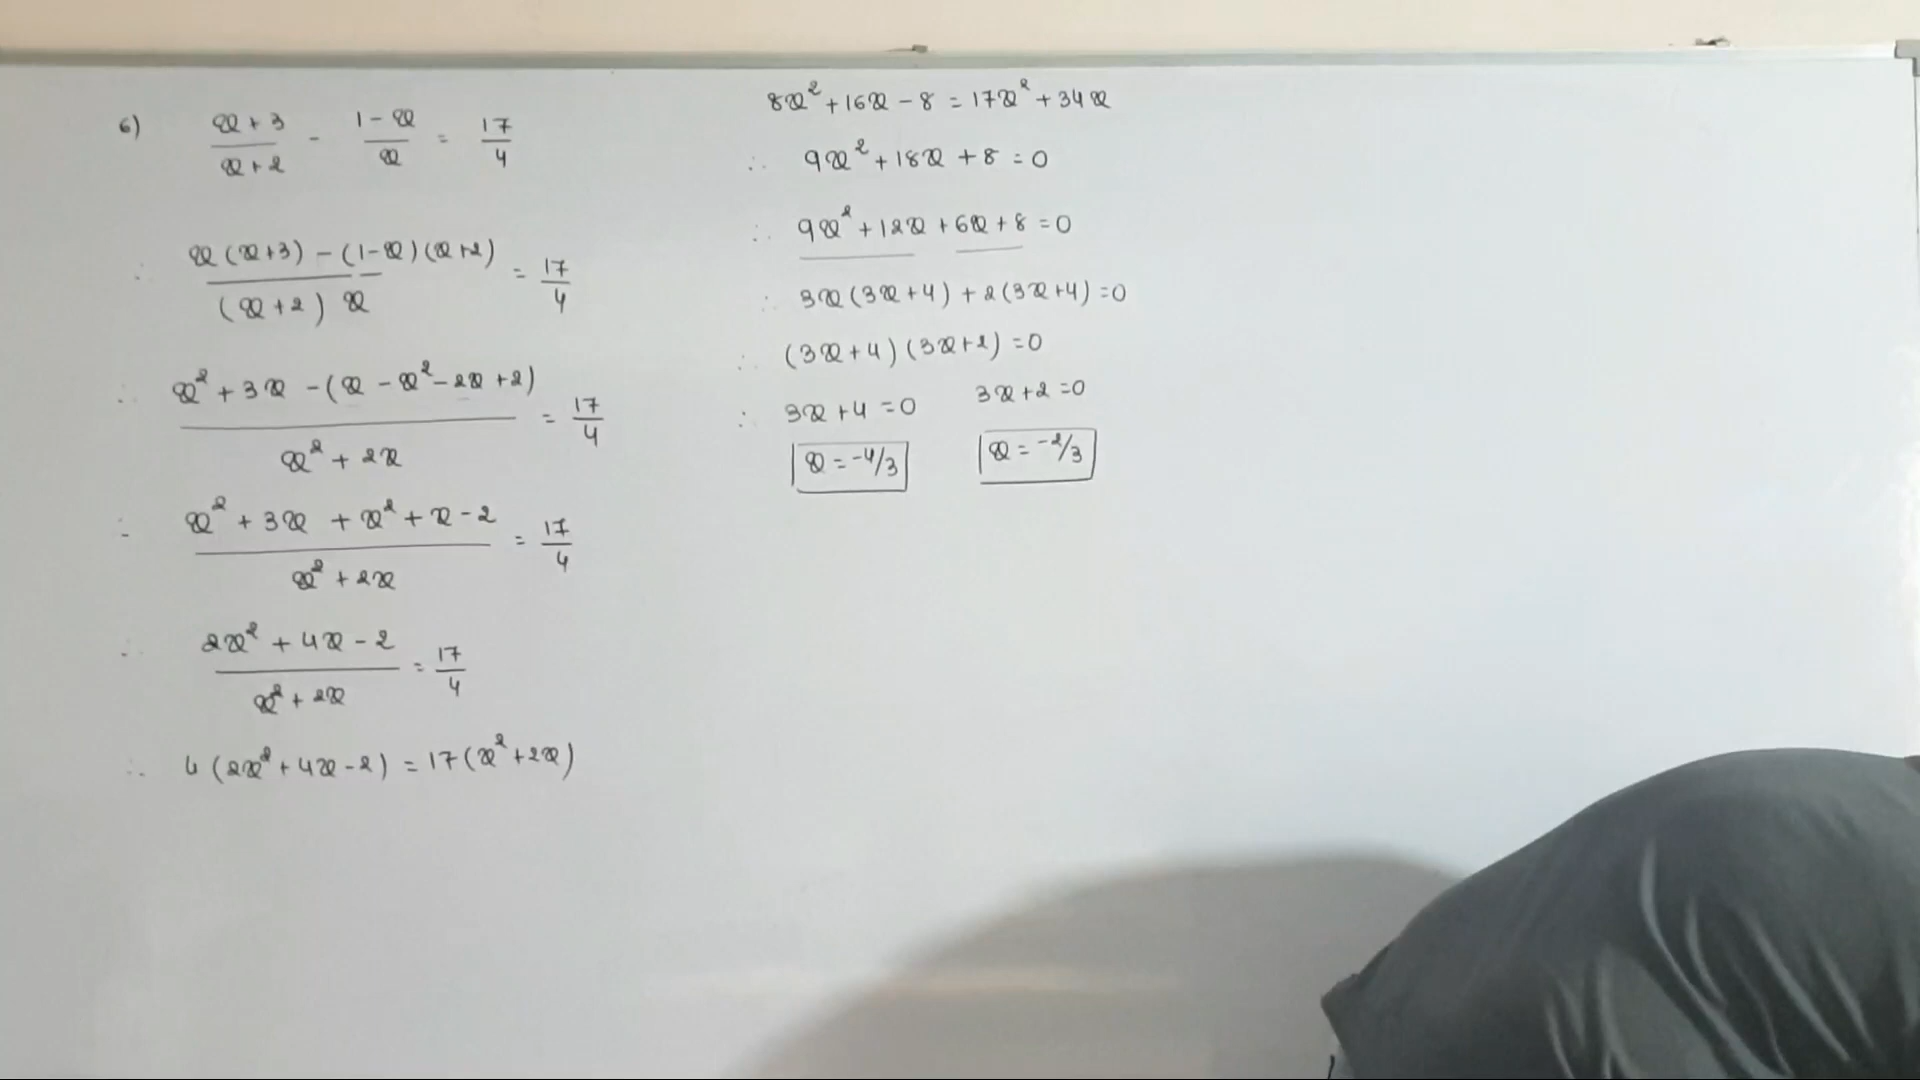 6) (x + 3)/(x + 2) - (1 - x)/x = 17/4
∴ (x(x+3) - (1-x)(x+2))/((x+2) x) = 17/4
∴ (x² + 3x - (x - x² - 2x + 2))/(x² + 2x) = 17/4
∴ (x² + 3x + x² + x - 2)/(x² + 2x) = 17/4
∴ (2x² + 4x - 2)/(x² + 2x) = 17/4
∴ 4(2x² + 4x - 2) = 17(x² + 2x)
8x² + 16x - 8 = 17x² + 34x
∴ 9x² + 18x + 8 = 0
∴ 9x² + 12x + 6x + 8 = 0
∴ 3x(3x+4) + 2(3x+4) = 0
∴ (3x+4)(3x+2) = 0
∴ 3x + 4 = 0 3x + 2 = 0
x = -4/3 x = -2/3